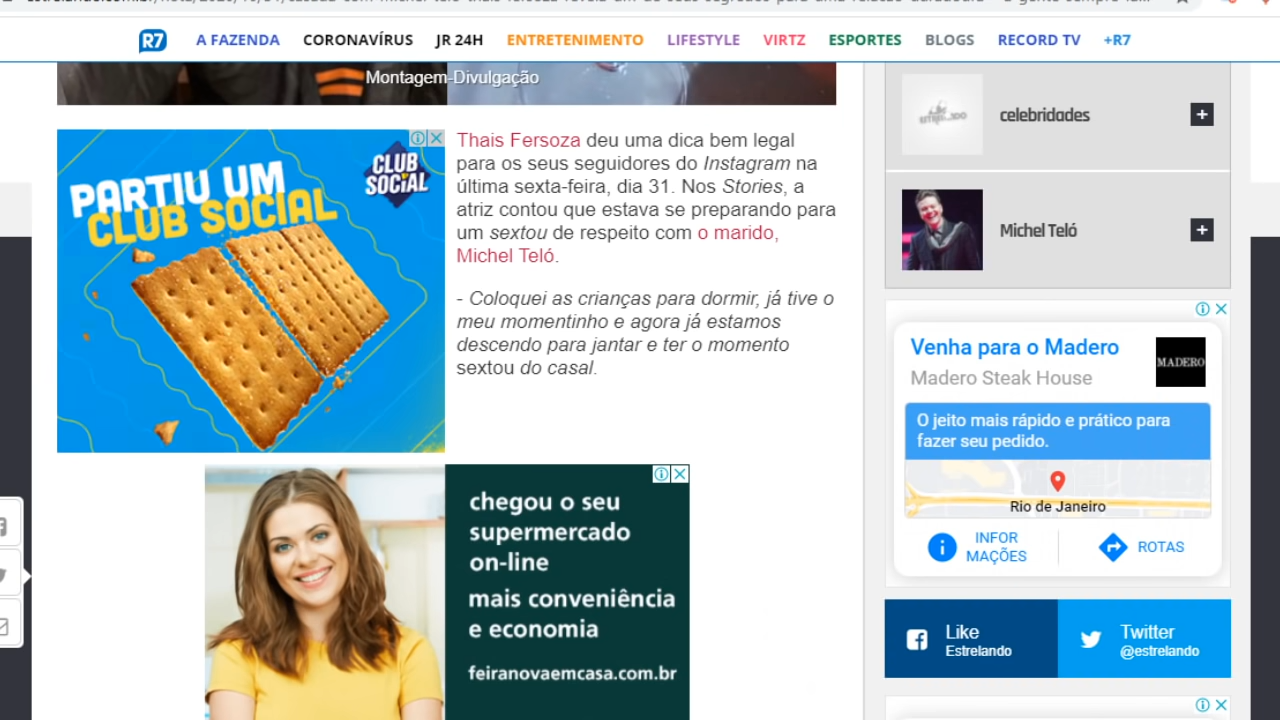 R7 A FAZENDA CORONAVÍRUS JR 24H ENTRETENIMENTO LIFESTYLE VIRTZ ESPORTES BLOGS RECORD TV +R7
Montagem-Divulgação
PARTIU UM
CLUB SOCIAL
CLUB
SOCiAL
Thais Fersoza deu uma dica bem legal
para os seus seguidores do Instagram na
última sexta-feira, dia 31. Nos Stories, a
atriz contou que estava se preparando para
um sextou de respeito com o marido,
Michel Teló.
- Coloquei as crianças para dormir, já tive o
meu momentinho e agora já estamos
descendo para jantar e ter o momento
sextou do casal.
chegou o seu
supermercado
on-line
mais conveniência
e economia
feiranovaemcasa.com.br
celebridades +
Michel Teló +
Venha para o Madero
Madero Steak House
MADERO
O jeito mais rápido e prático para
fazer seu pedido.
Rio de Janeiro
INFOR
MAÇÕES
ROTAS
Like
Estrelando
Twitter
@estrelando